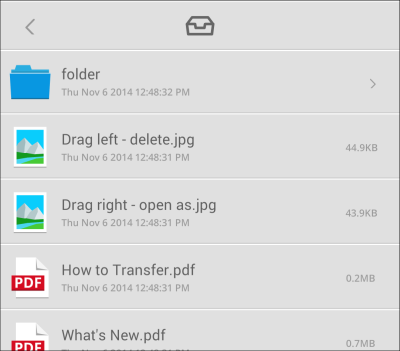 folder
Thu Nov 6 2014 12:48:32 PM
Drag left - delete.jpg
Thu Nov 6 2014 12:48:31 PM
44.9KB
Drag right - open as.jpg
Thu Nov 6 2014 12:48:31 PM
43.9KB
PDF
How to Transfer.pdf
Thu Nov 6 2014 12:48:31 PM
0.2MB
PDF
What's New.pdf
0.7MB